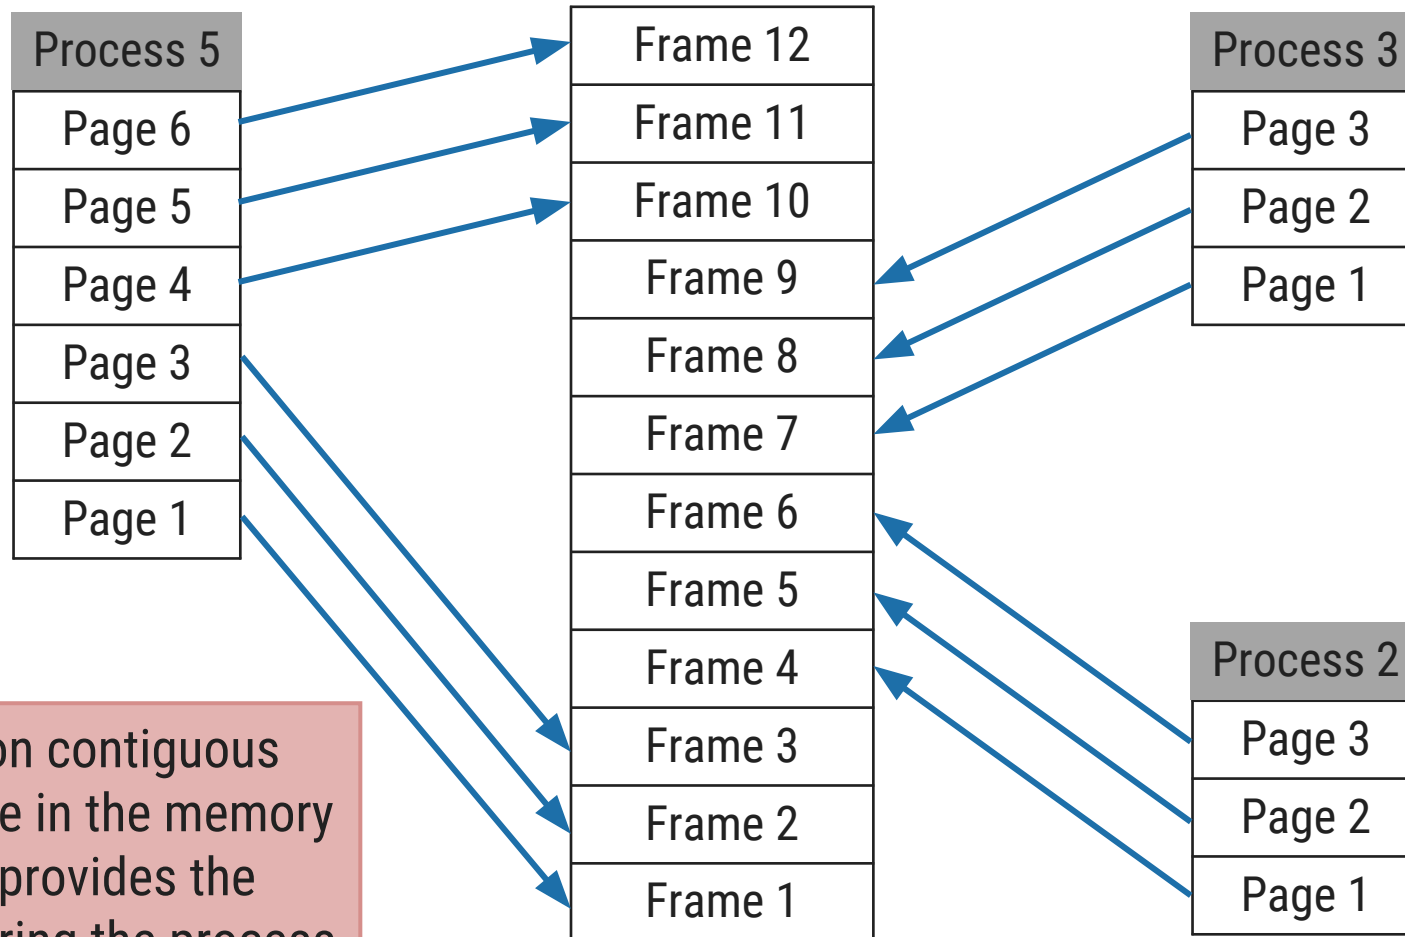 Process 5
Page 6
Page 5
Page 4
Page 3
Page 2
Page 1
Frame 12
Frame 11
Frame 10
Frame 9
Frame 8
Frame 7
Frame 6
Frame 5
Frame 4
Frame 3
Frame 2
Frame 1
Process 3
Page 3
Page 2
Page 1
Process 2
Page 3
Page 2
Page 1
contiguous
in the memory
provides the
the process